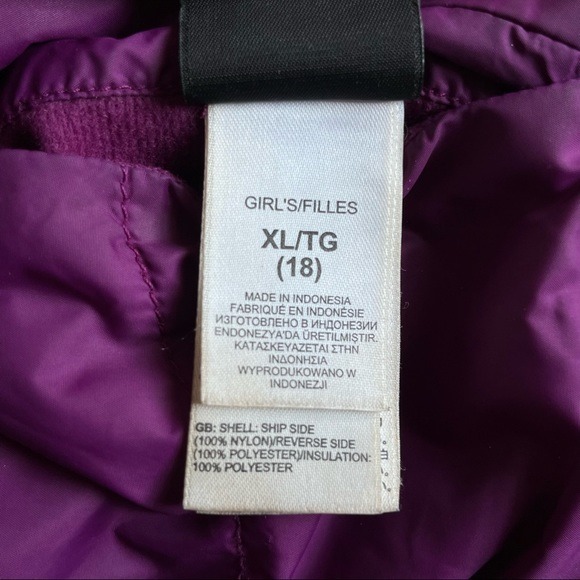 GIRL'S/FILLES
XL/TG
(18)
MADE IN INDONESIA
FABRIQUÉ EN INDONÉSIE
ИЗГОТОВЛЕНО В ИНДОНЕЗИИ
ENDONEZYA'DA ÜRETILMIŞTIR.
ΚΑΤΑΣΚΕΥΑΖΕΤΑΙ ΣΤΗΝ
ΙΝΔΟΝΗΣΙΑ
WYPRODUKOWANO W
INDONEZJI
GB: SHELL: SHIP SIDE
(100% NYLON)/REVERSE SIDE
(100% POLYESTER)/INSULATION:
100% POLYESTER